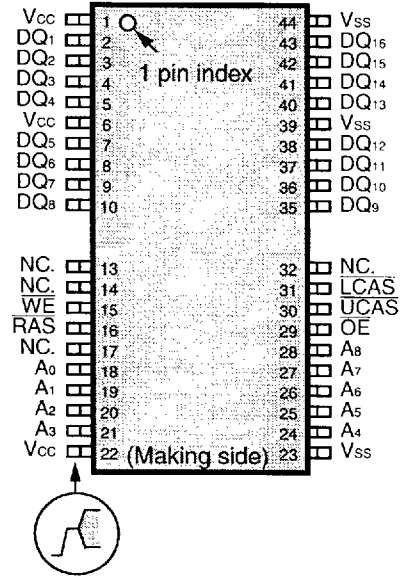 Vcc 1 44 Vss
DQ1 2 43 DQ16
DQ2 3 42 DQ15
DQ3 4 41 DQ14
DQ4 5 40 DQ13
Vcc 6 39 Vss
DQ5 7 38 DQ12
DQ6 8 37 DQ11
DQ7 9 36 DQ10
DQ8 10 35 DQ9
1 pin index
NC. 13 32 NC.
NC. 14 31 LCAS
WE 15 30 UCAS
RAS 16 29 OE
NC. 17 28 A8
A0 18 27 A7
A1 19 26 A6
A2 20 25 A5
A3 21 24 A4
Vcc 22 (Making side) 23 Vss